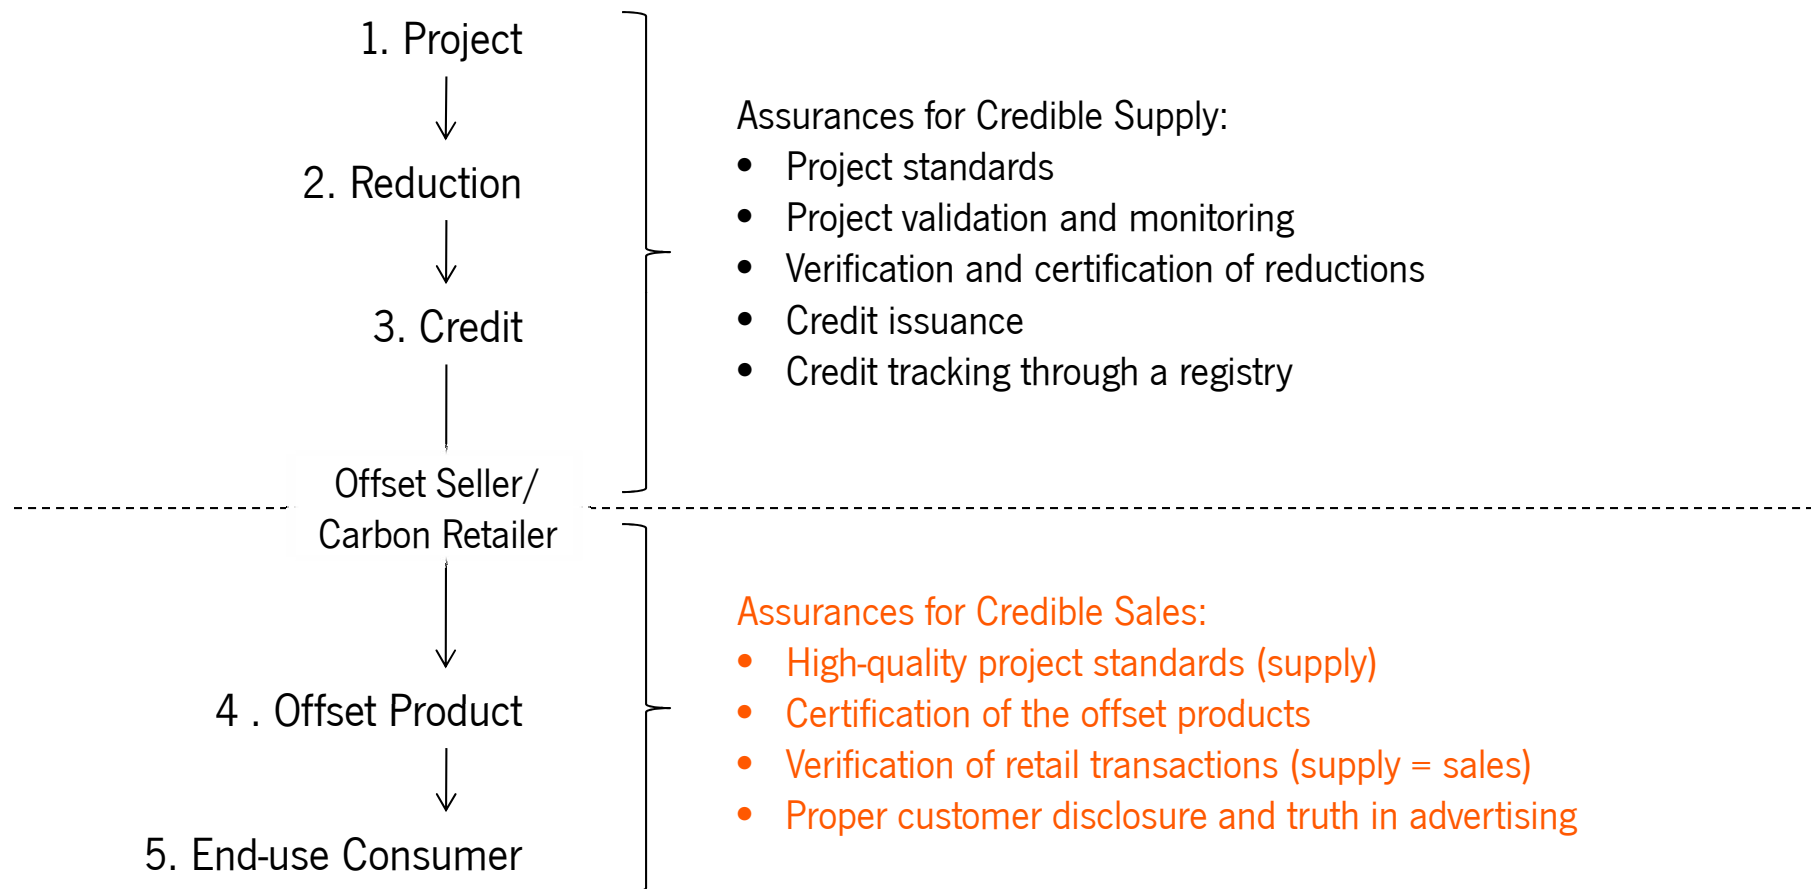 1. Project
2. Reduction
3. Credit
Offset Seller/
Carbon Retailer
4 . Offset Product
5. End-use Consumer
Assurances for Credible Supply:
• Project standards
• Project validation and monitoring
• Verification and certification of reductions
• Credit issuance
• Credit tracking through a registry
Assurances for Credible Sales:
• High-quality project standards (supply)
• Certification of the offset products
• Verification of retail transactions (supply = sales)
• Proper customer disclosure and truth in advertising